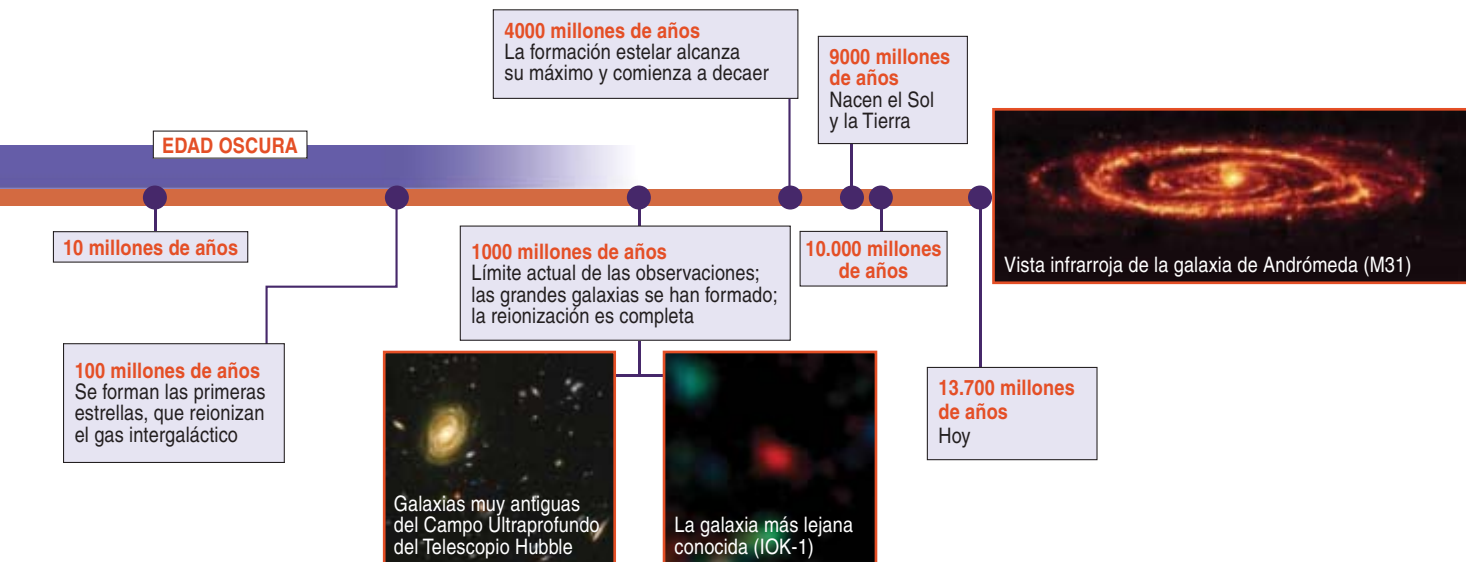 4000 millones de años
La formación estelar alcanza
su máximo y comienza a decaer
9000 millones
de años
Nacen el Sol
y la Tierra
EDAD OSCURA
10 millones de años
100 millones de años
Se forman las primeras
estrellas, que reionizan
el gas intergaláctico
1000 millones de años
Límite actual de las observaciones;
las grandes galaxias se han formado;
la reionización es completa
10.000 millones
de años
Vista infrarroja de la galaxia de Andrómeda (M31)
Galaxias muy antiguas
del Campo Ultraprofundo
del Telescopio Hubble
La galaxia más lejana
conocida (IOK-1)
13.700 millones
de años
Hoy